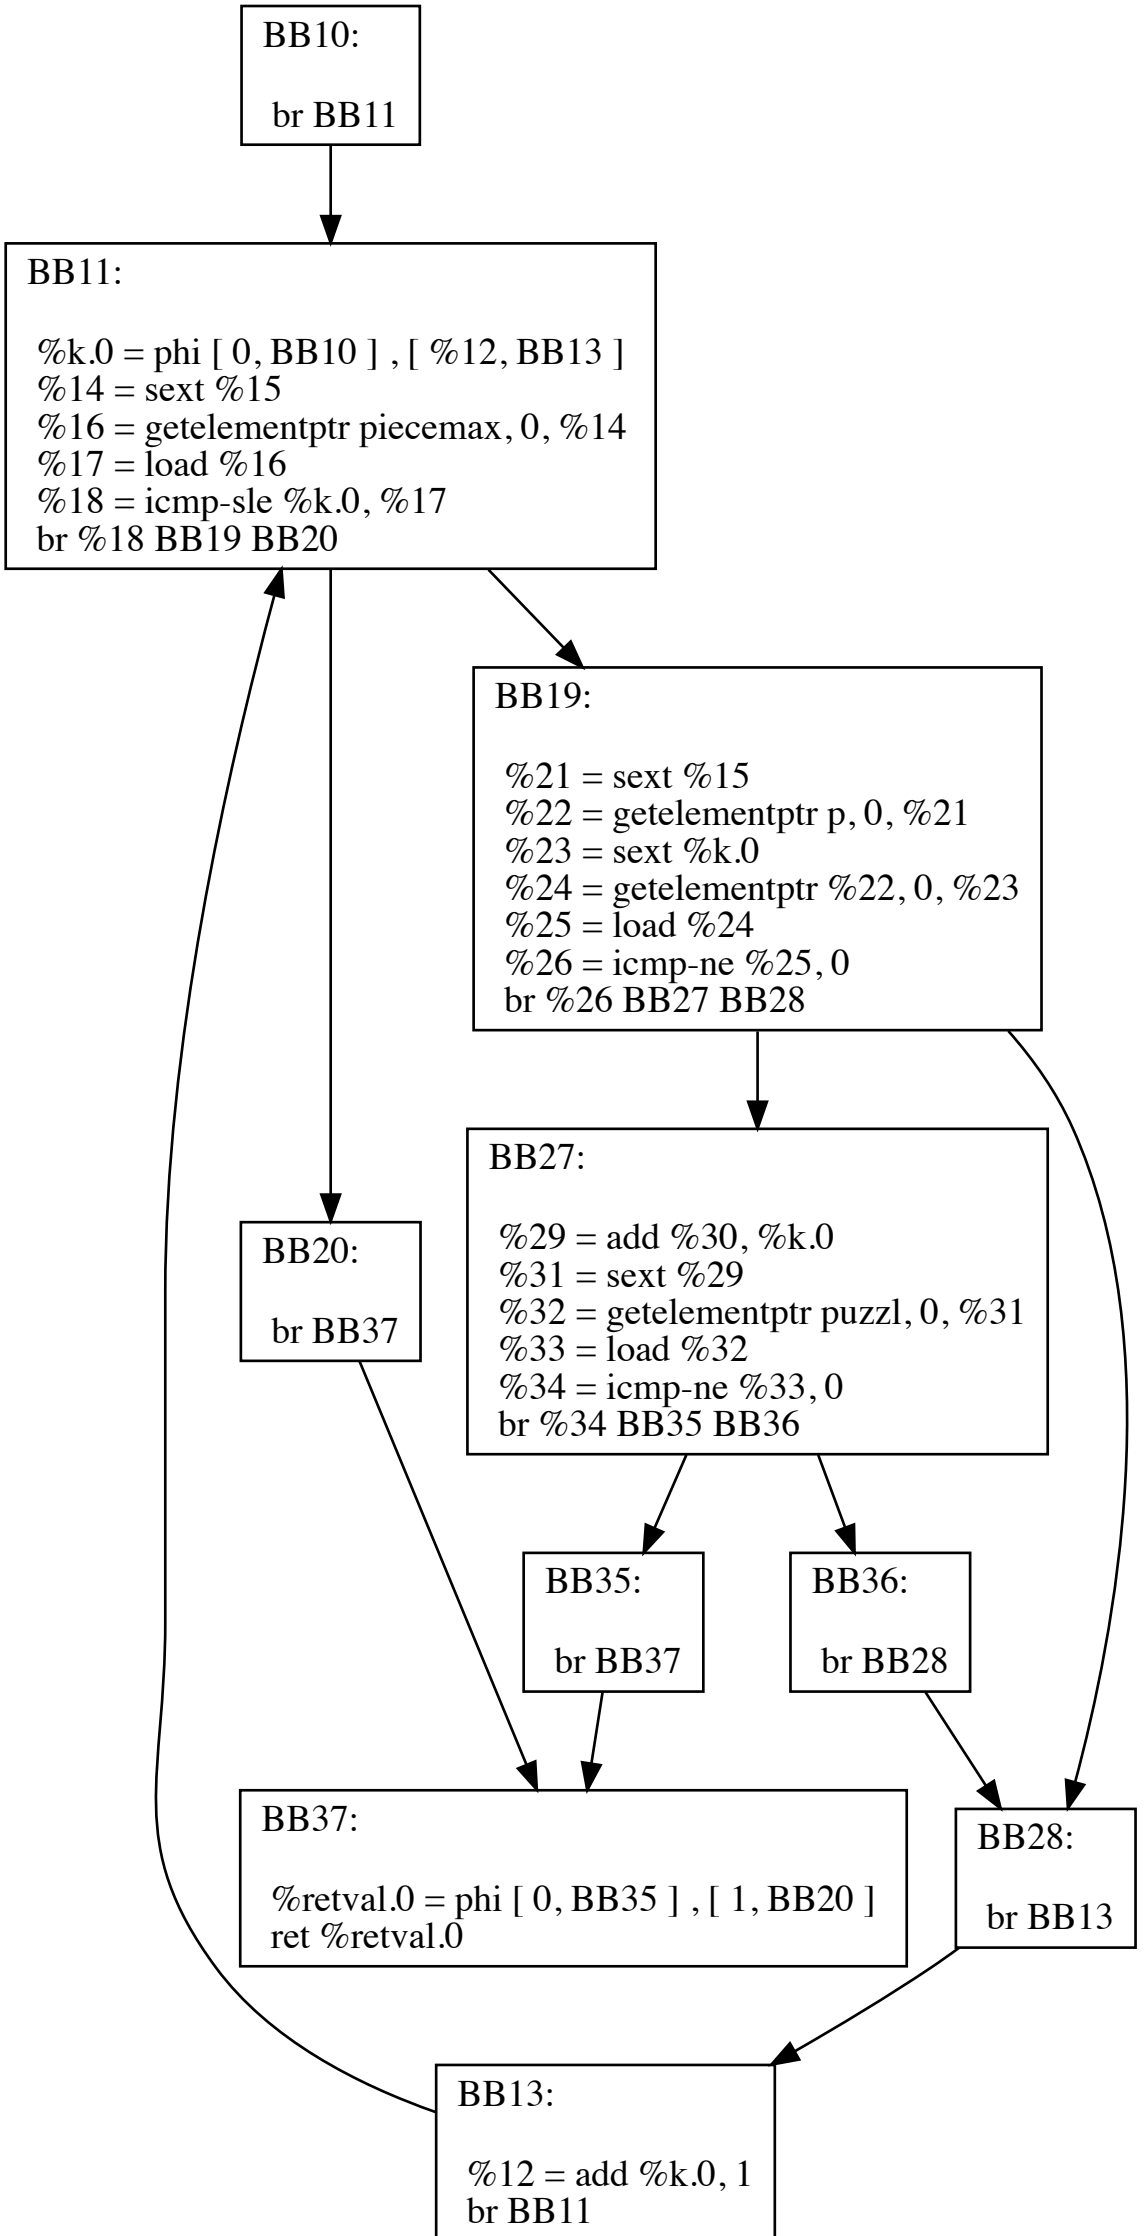 BB10:
br BB11
BB11:
%k.0 = phi [ 0, BB10 ] , [ %12, BB13 ]
%14 = sext %15
%16 = getelementptr piecemax, 0, %14
%17 = load %16
%18 = icmp-sle %k.0, %17
br %18 BB19 BB20
BB19:
%21 = sext %15
%22 = getelementptr p, 0, %21
%23 = sext %k.0
%24 = getelementptr %22, 0, %23
%25 = load %24
%26 = icmp-ne %25, 0
br %26 BB27 BB28
BB27:
%29 = add %30, %k.0
%31 = sext %29
%32 = getelementptr puzzl, 0, %31
%33 = load %32
%34 = icmp-ne %33, 0
br %34 BB35 BB36
BB20:
br BB37
BB35:
br BB37
BB36:
br BB28
BB37:
%retval.0 = phi [ 0, BB35 ] , [ 1, BB20 ]
ret %retval.0
BB28:
br BB13
BB13:
%12 = add %k.0, 1
br BB11